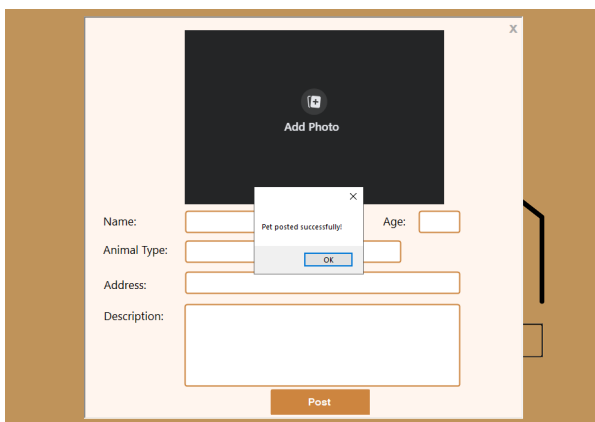 X
Add Photo
Name:
Age:
Pet posted successfully!
Animal Type:
OK
Address:
Description:
Post